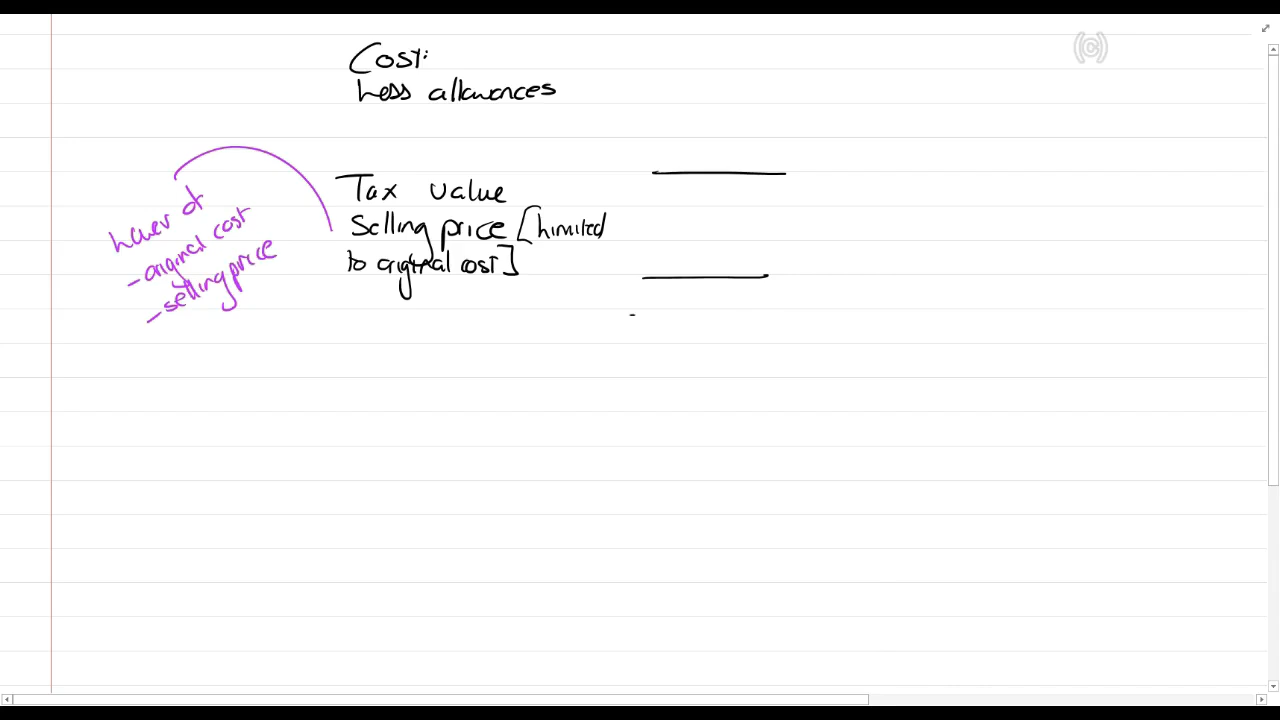 Cost:
Less allowances
Tax value
Selling price [limited
to original cost]
Lower of
- original cost
- selling price
(C)